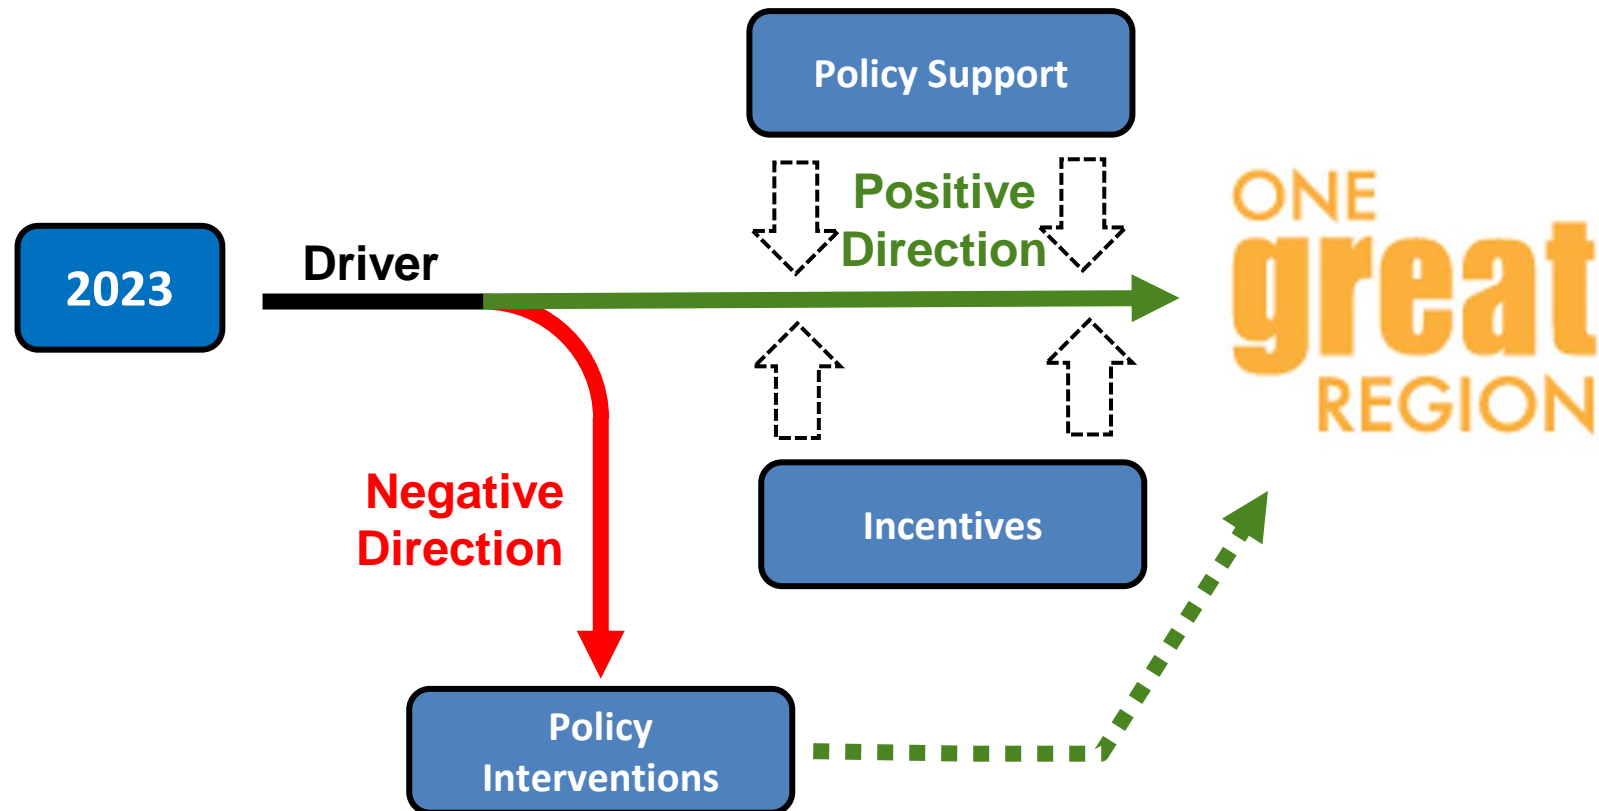 Policy Support
Positive
Direction
2023
Driver
ONE
great
REGION
Negative
Direction
Incentives
Policy
Interventions